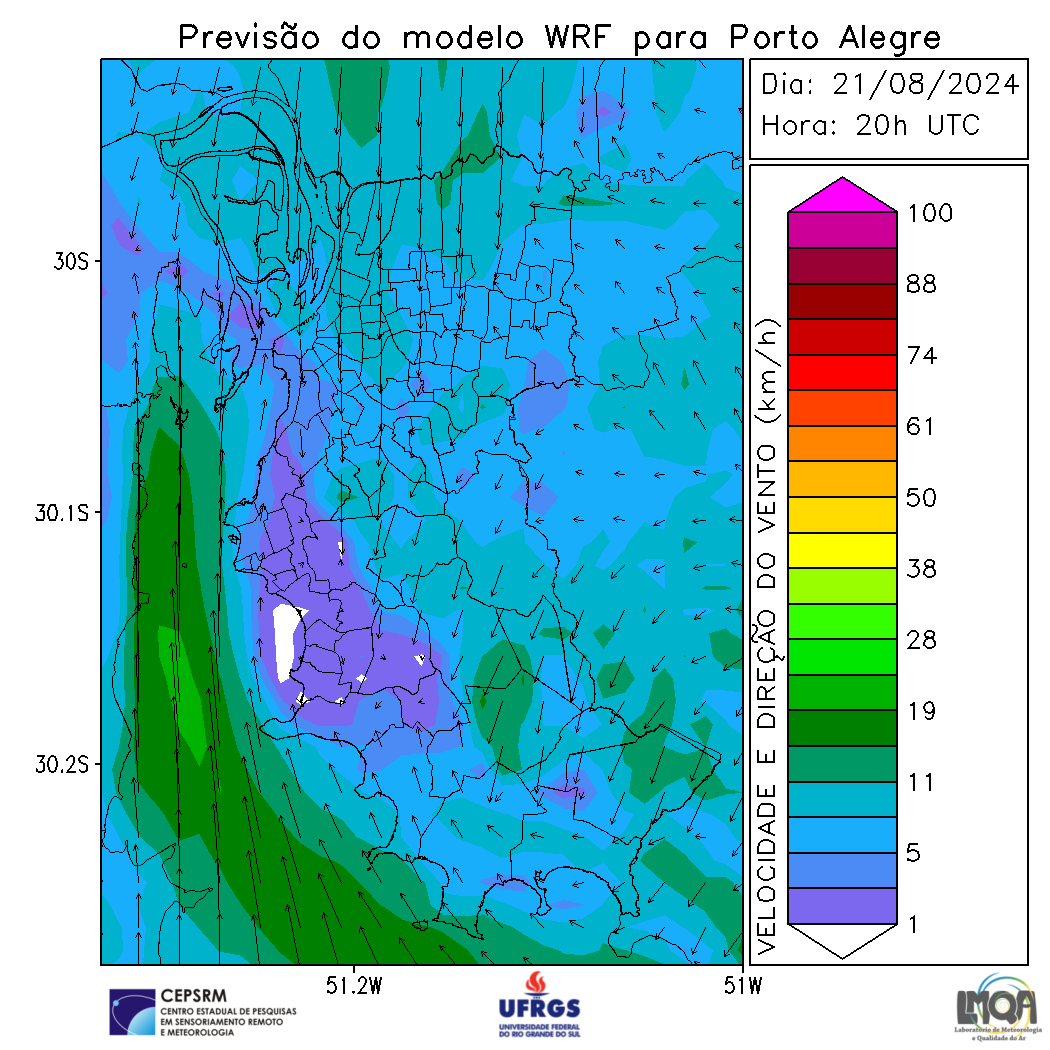 Previsão do modelo WRF para Porto Alegre
Dia: 21/08/2024
Hora: 20h UTC
30S
30.1S
30.2S
51.2W
51W
VELOCIDADE E DIREÇÃO DO VENTO (km/h)
100
88
74
61
50
38
28
19
11
5
1
CEPSRM
CENTRO ESTADUAL DE PESQUISAS
EM SENSORIAMENTO REMOTO
E METEOROLOGIA
UFRGS
UNIVERSIDADE FEDERAL
DO RIO GRANDE DO SUL
LMQA
Laboratório de Meteorologia
e Qualidade do Ar